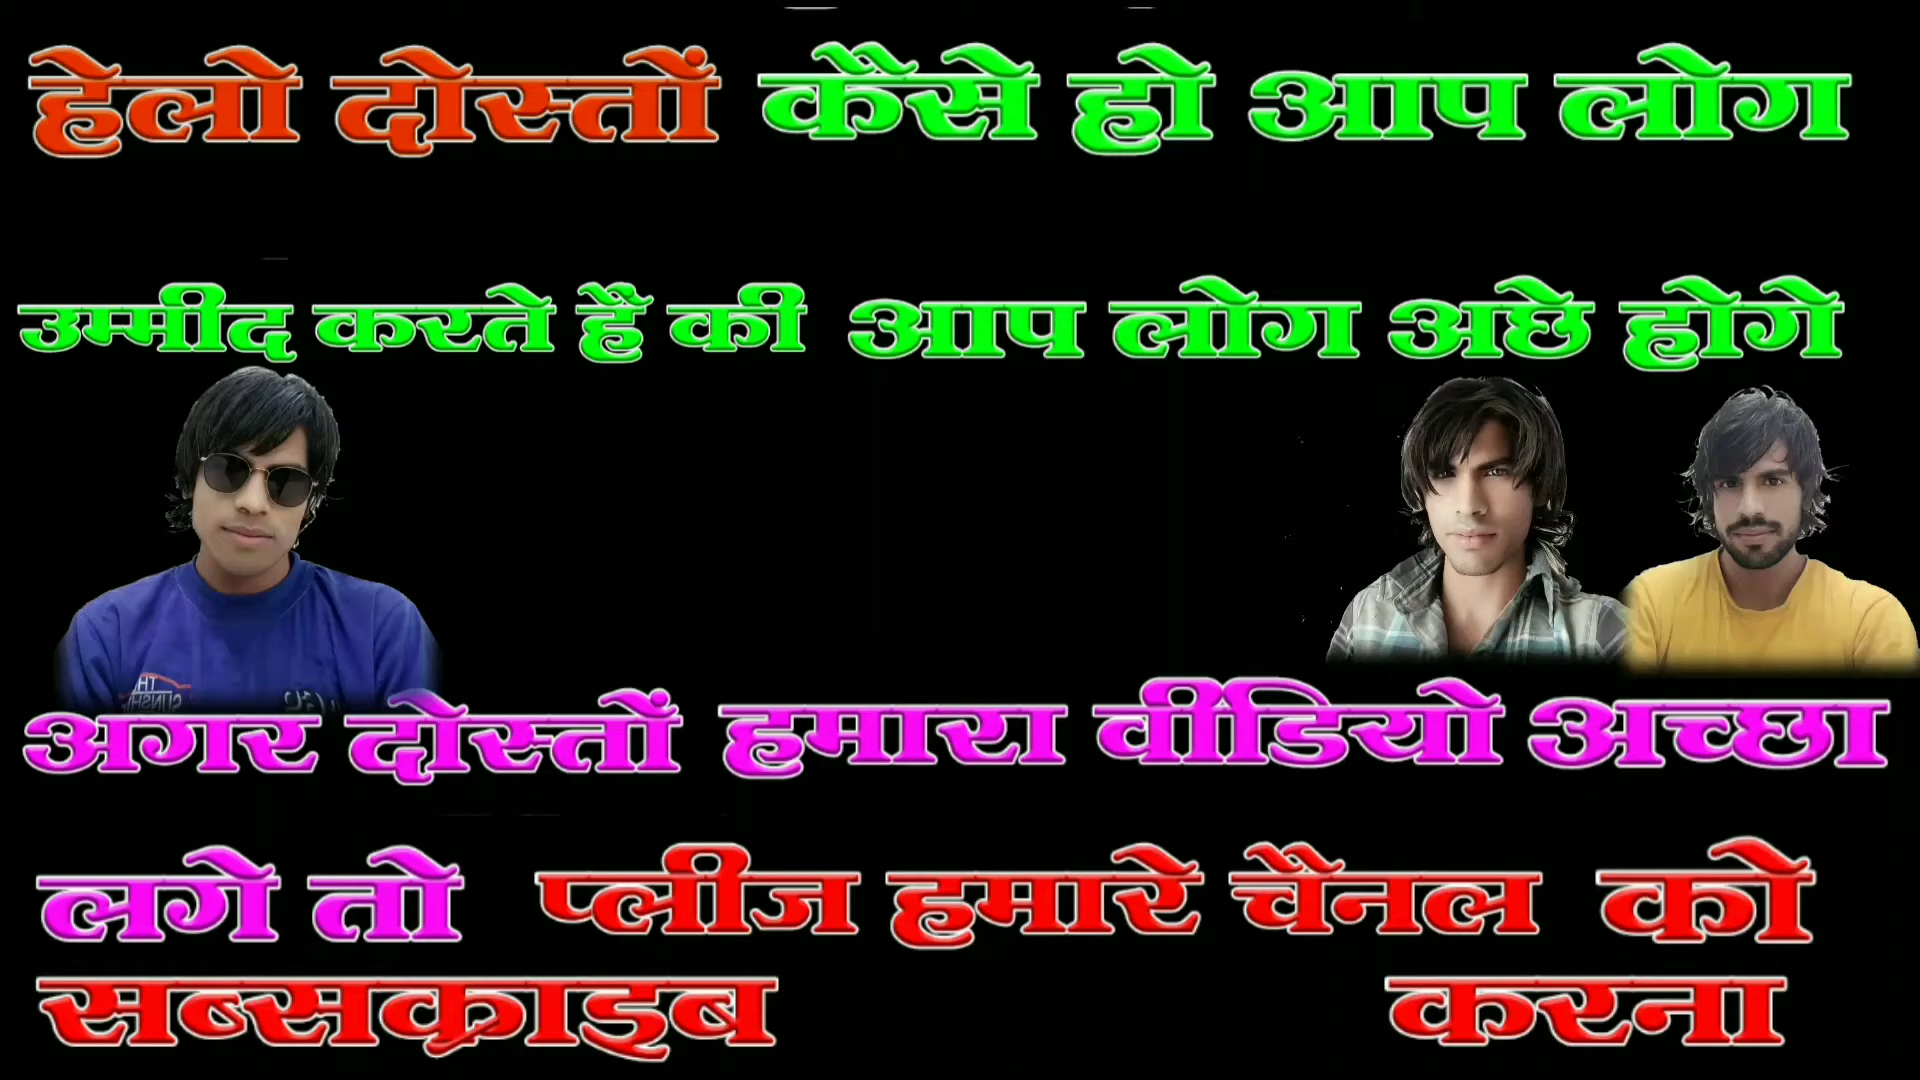 हेलो दोस्तों कैसे हो आप लोग
उम्मीद करते हैं की आप लोग अछे होगे
अगर दोस्तों हमारा वीडियो अच्छा
लगे तो प्लीज हमारे चैनल को
सब्सक्राइब करना